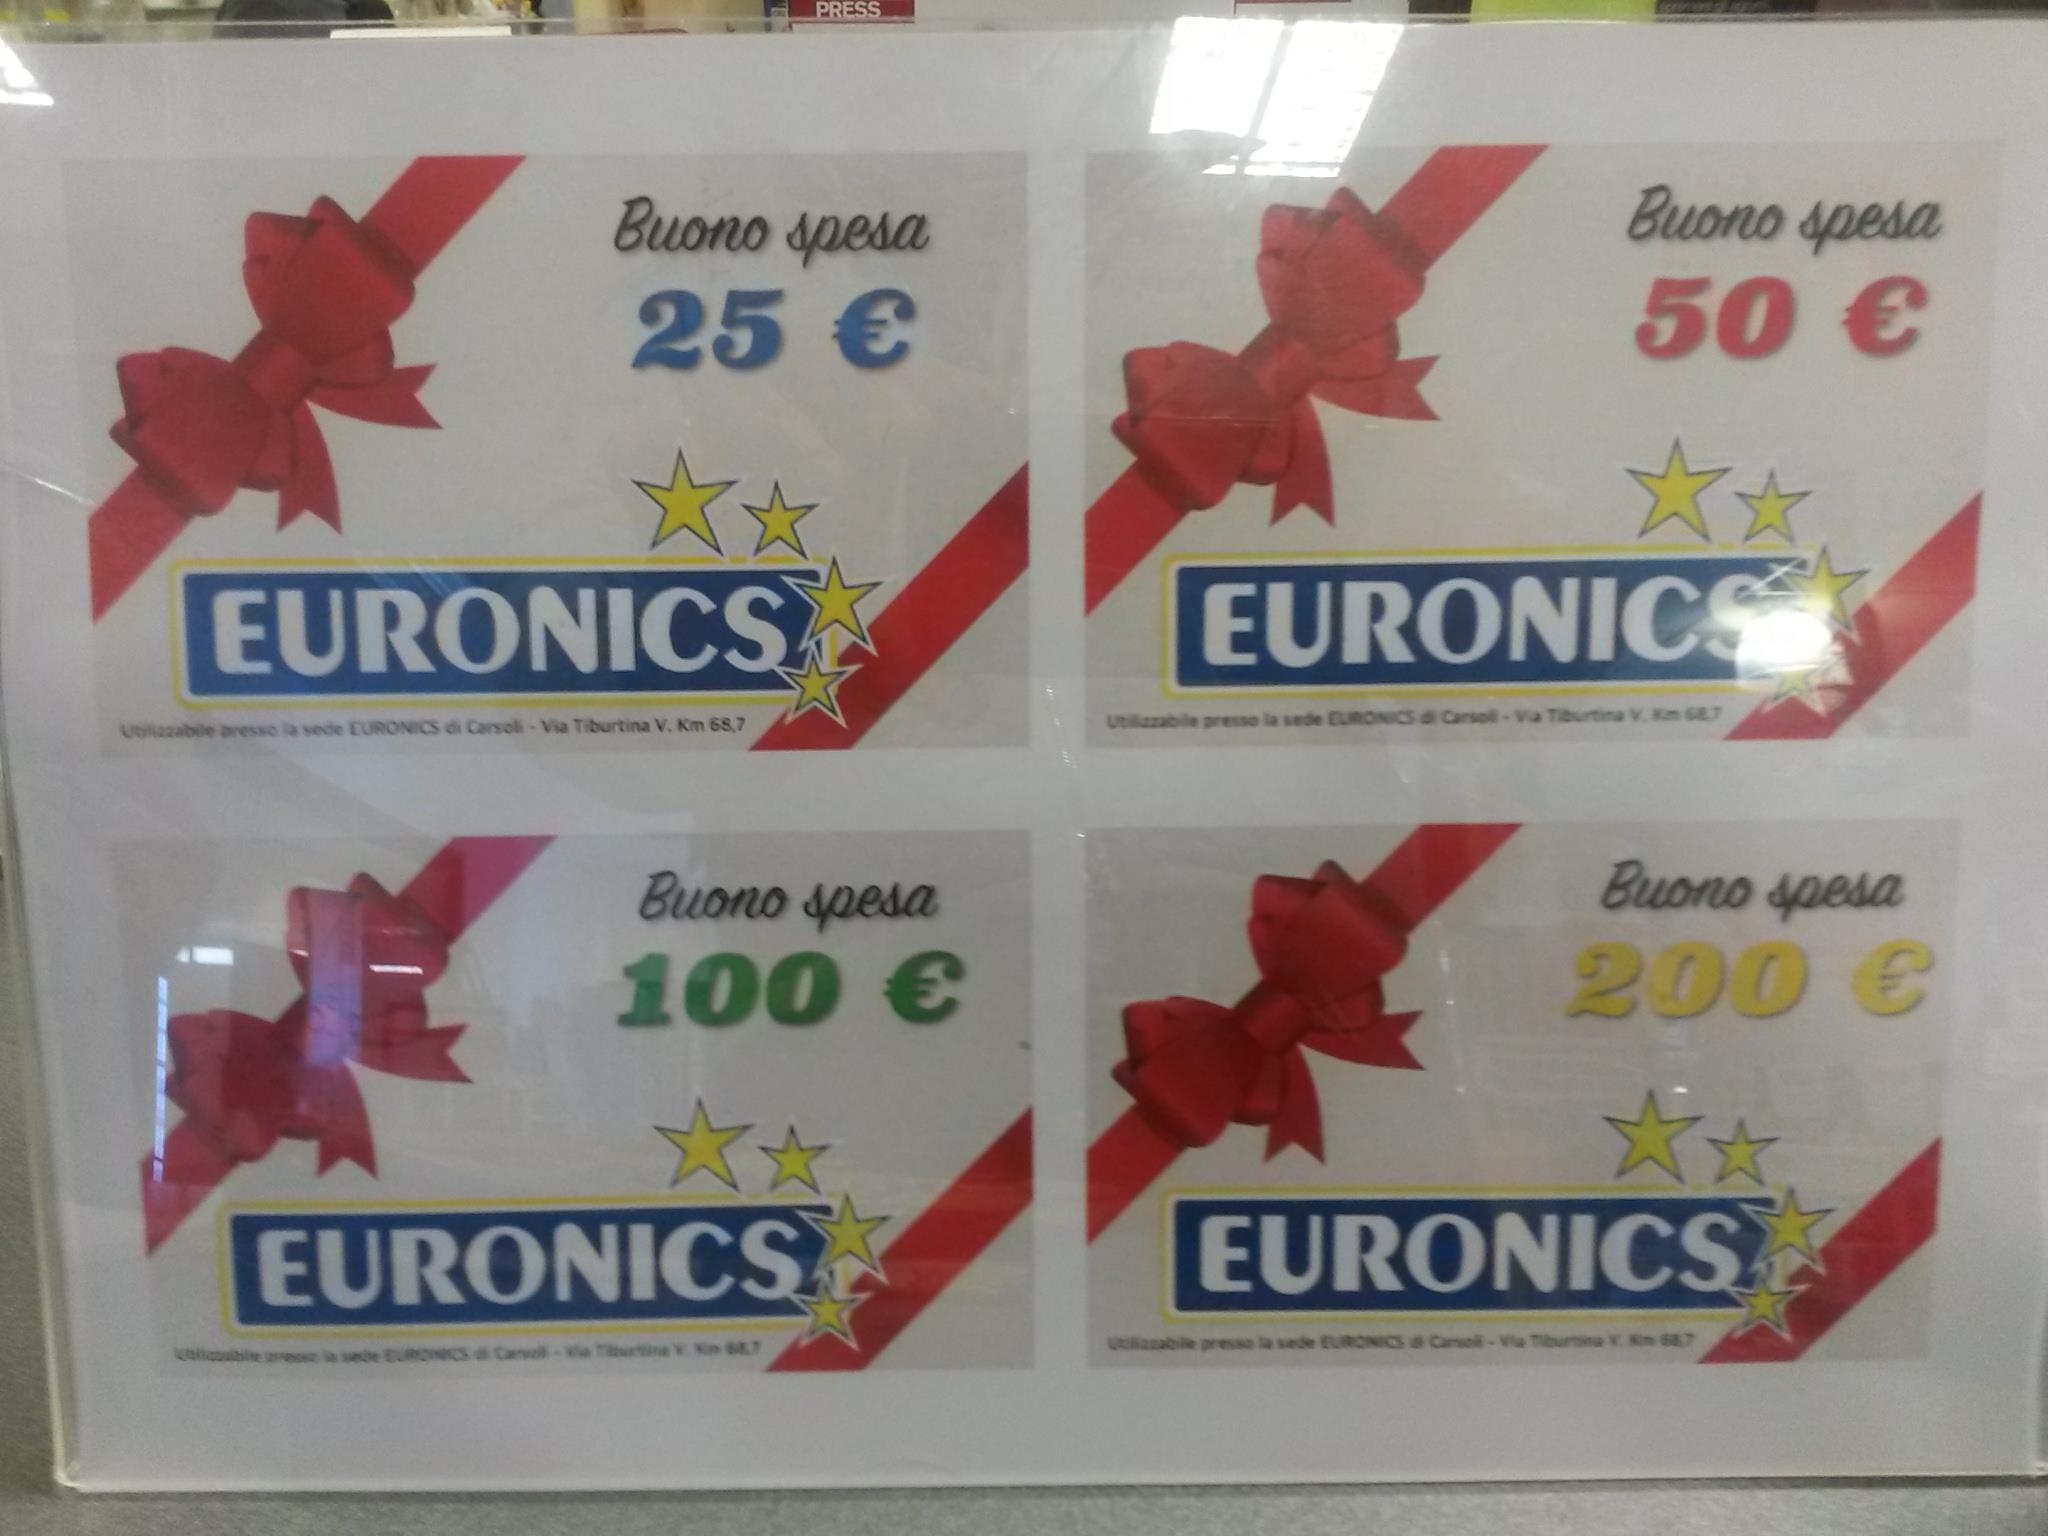 PRESS
Buono spesa
25 €
EURONICS
Utilizzabile presso la sede EURONICS di Carsoli - Via Tiburtina V. Km 68,7
Buono spesa
50 €
EURONICS
Utilizzabile presso la sede EURONICS di Carsoli - Via Tiburtina V. Km 68,7
Buono spesa
100 €
EURONICS
Utilizzabile presso la sede EURONICS di Carsoli - Via Tiburtina V. Km 68,7
Buono spesa
200 €
EURONICS
Utilizzabile presso la sede EURONICS di Carsoli - Via Tiburtina V. Km 68,7